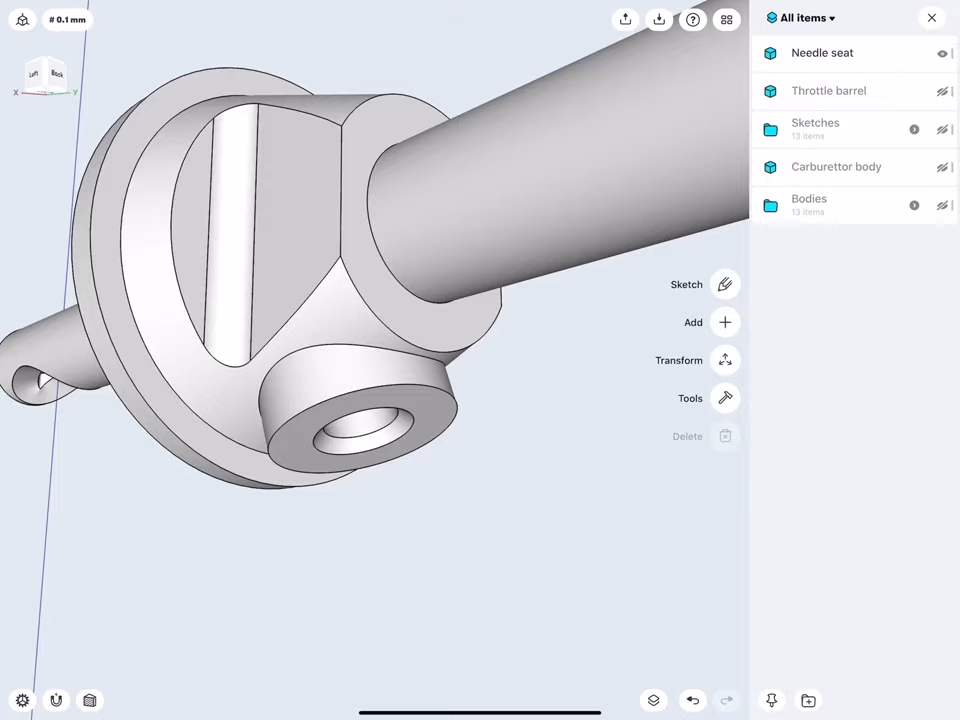 # 0.1 mm
?
All items
Left
Back
X
Y
Needle seat
Throttle barrel
Sketches
13 items
Carburettor body
Bodies
13 items
Sketch
Add
Transform
Tools
Delete